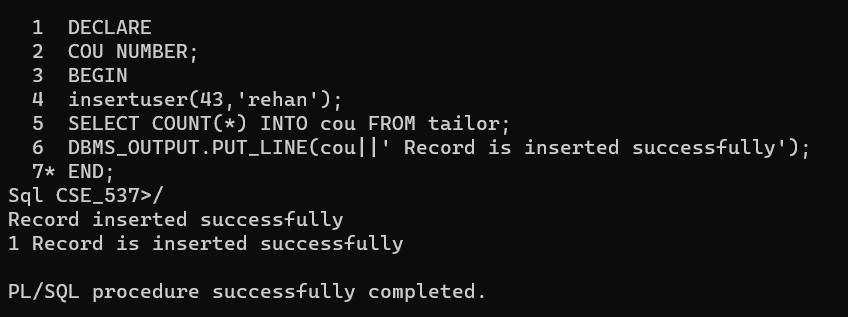 1 DECLARE
2 COU NUMBER;
3 BEGIN
4 insertuser(43,'rehan');
5 SELECT COUNT(*) INTO cou FROM tailor;
6 DBMS_OUTPUT.PUT_LINE(cou||' Record is inserted successfully');
7* END;
Sql CSE_537>/
Record inserted successfully
1 Record is inserted successfully
PL/SQL procedure successfully completed.